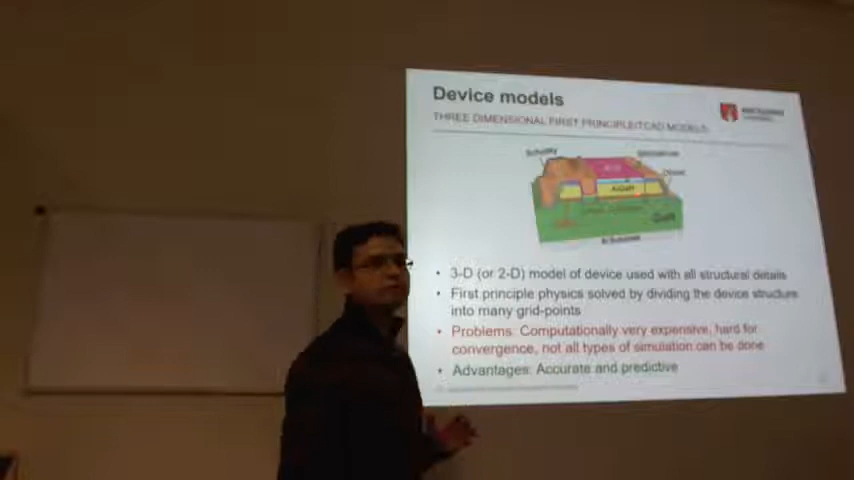 Device models
THREE DIMENSIONAL FIRST PRINCIPLE/TCAD MODELS
Schottky
AlGaN
GaN
• 3-D (or 2-D) model of device used with all structural details
• First principle physics solved by dividing the device structure
into many grid-points
• Problems: Computationally very expensive, hard for
convergence, not all types of simulation can be done
• Advantages: Accurate and predictive